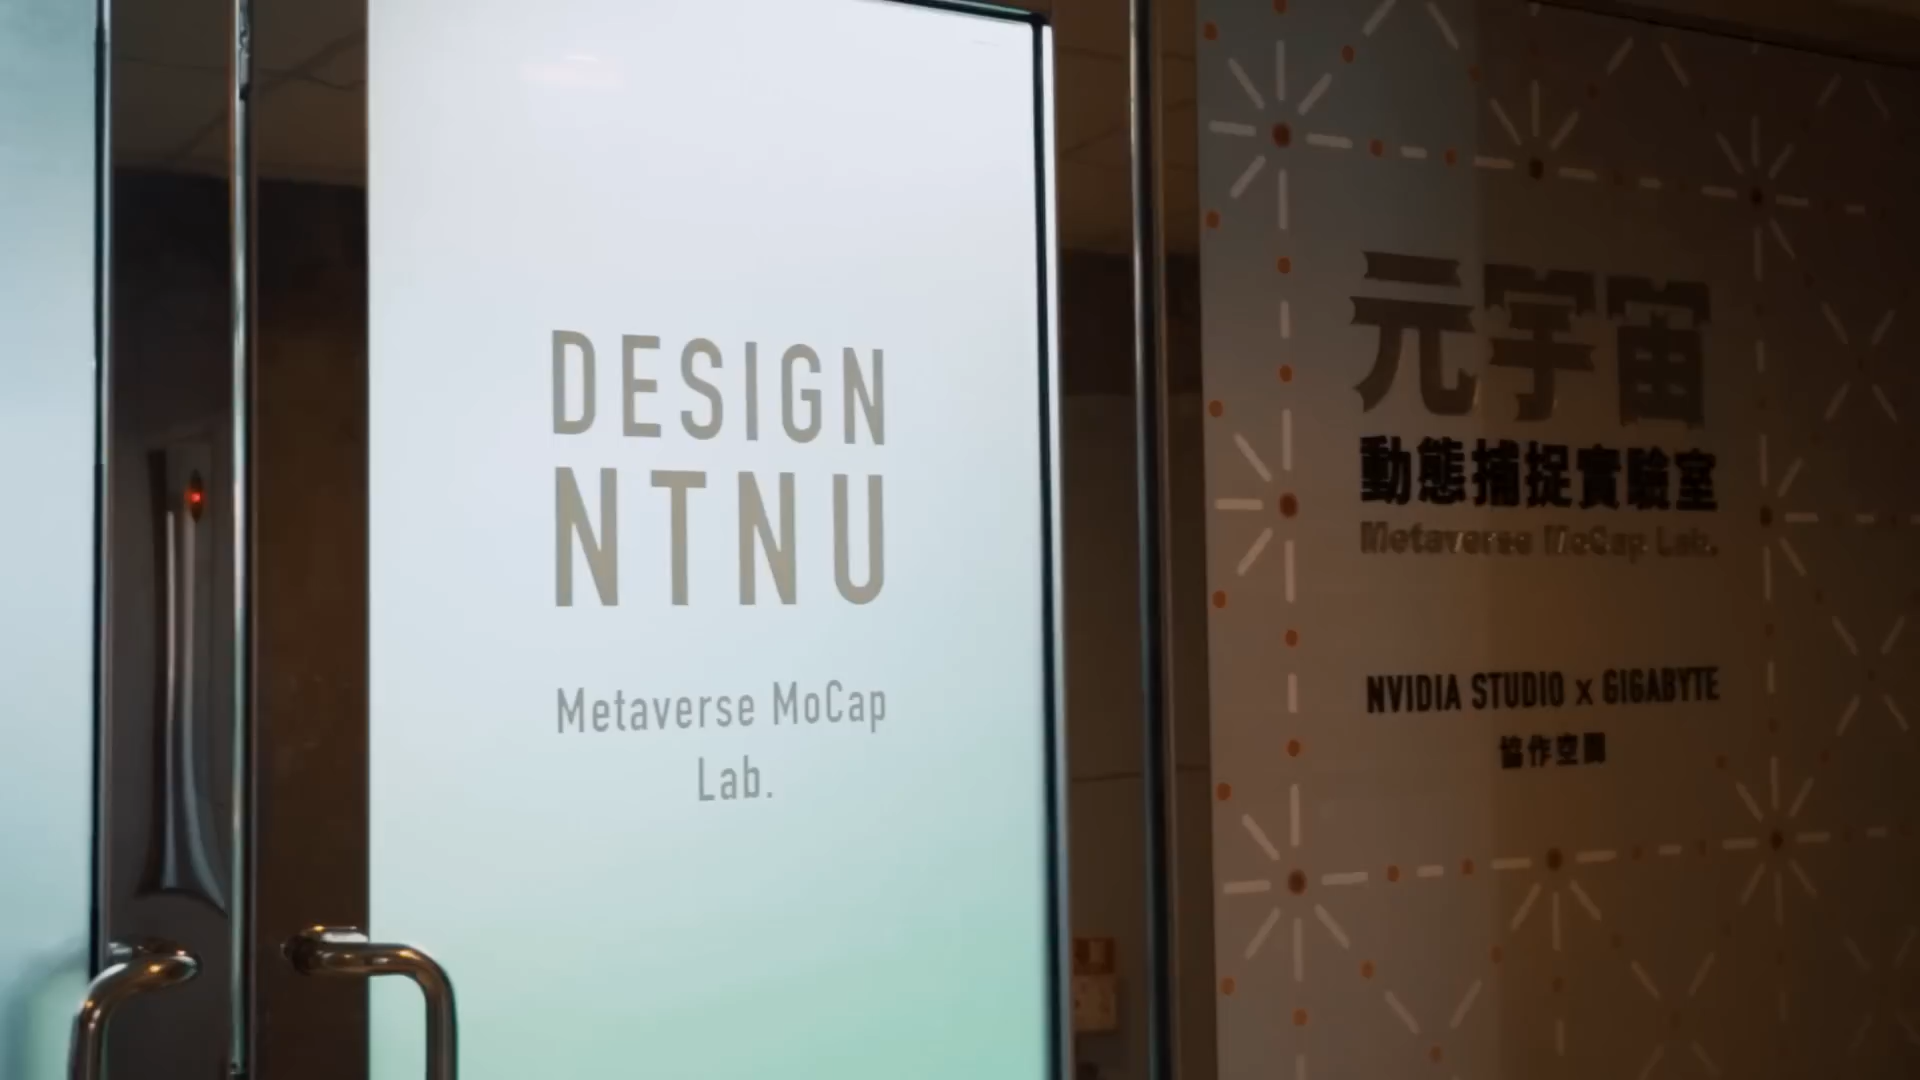 DESIGN
NTNU
Metaverse MoCap
Lab.
元宇宙
動態捕捉實驗室
Metaverse MoCap Lab.
NVIDIA STUDIO x GIGABYTE
協作空間